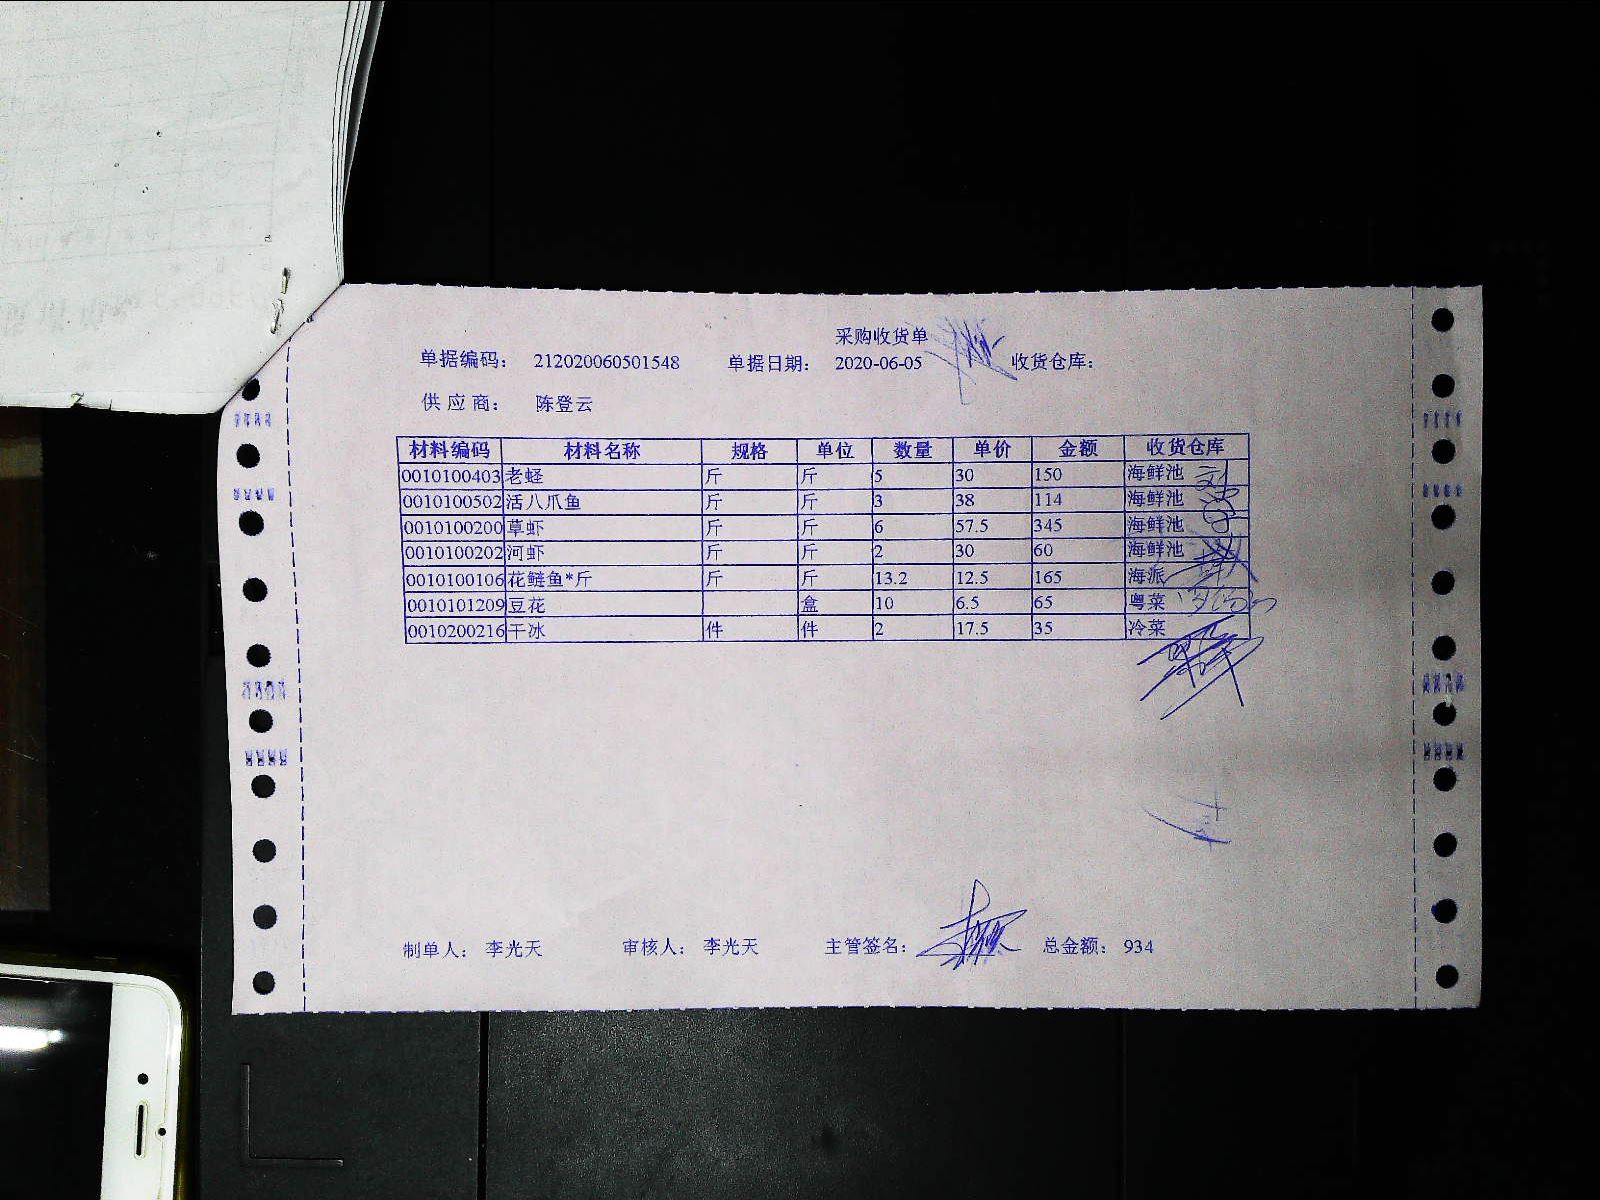 采购收货单
单据编码： 212020060501548 单据日期： 2020-06-05 收货仓库：
供应商： 陈登云
材料编码 材料名称 规格 单位 数量 单价 金额 收货仓库
0010100403 老蛏 斤 斤 5 30 150 海鲜池
0010100502 活八爪鱼 斤 斤 3 38 114 海鲜池
0010100200 草虾 斤 斤 6 57.5 345 海鲜池
0010100202 河虾 斤 斤 2 30 60 海鲜池
0010100106 花鲢鱼*斤 斤 斤 13.2 12.5 165 海派
0010101209 豆花 盒 10 6.5 65 粤菜
0010200216 干冰 件 件 2 17.5 35 冷菜
制单人： 李光天 审核人： 李光天 主管签名： 总金额： 934